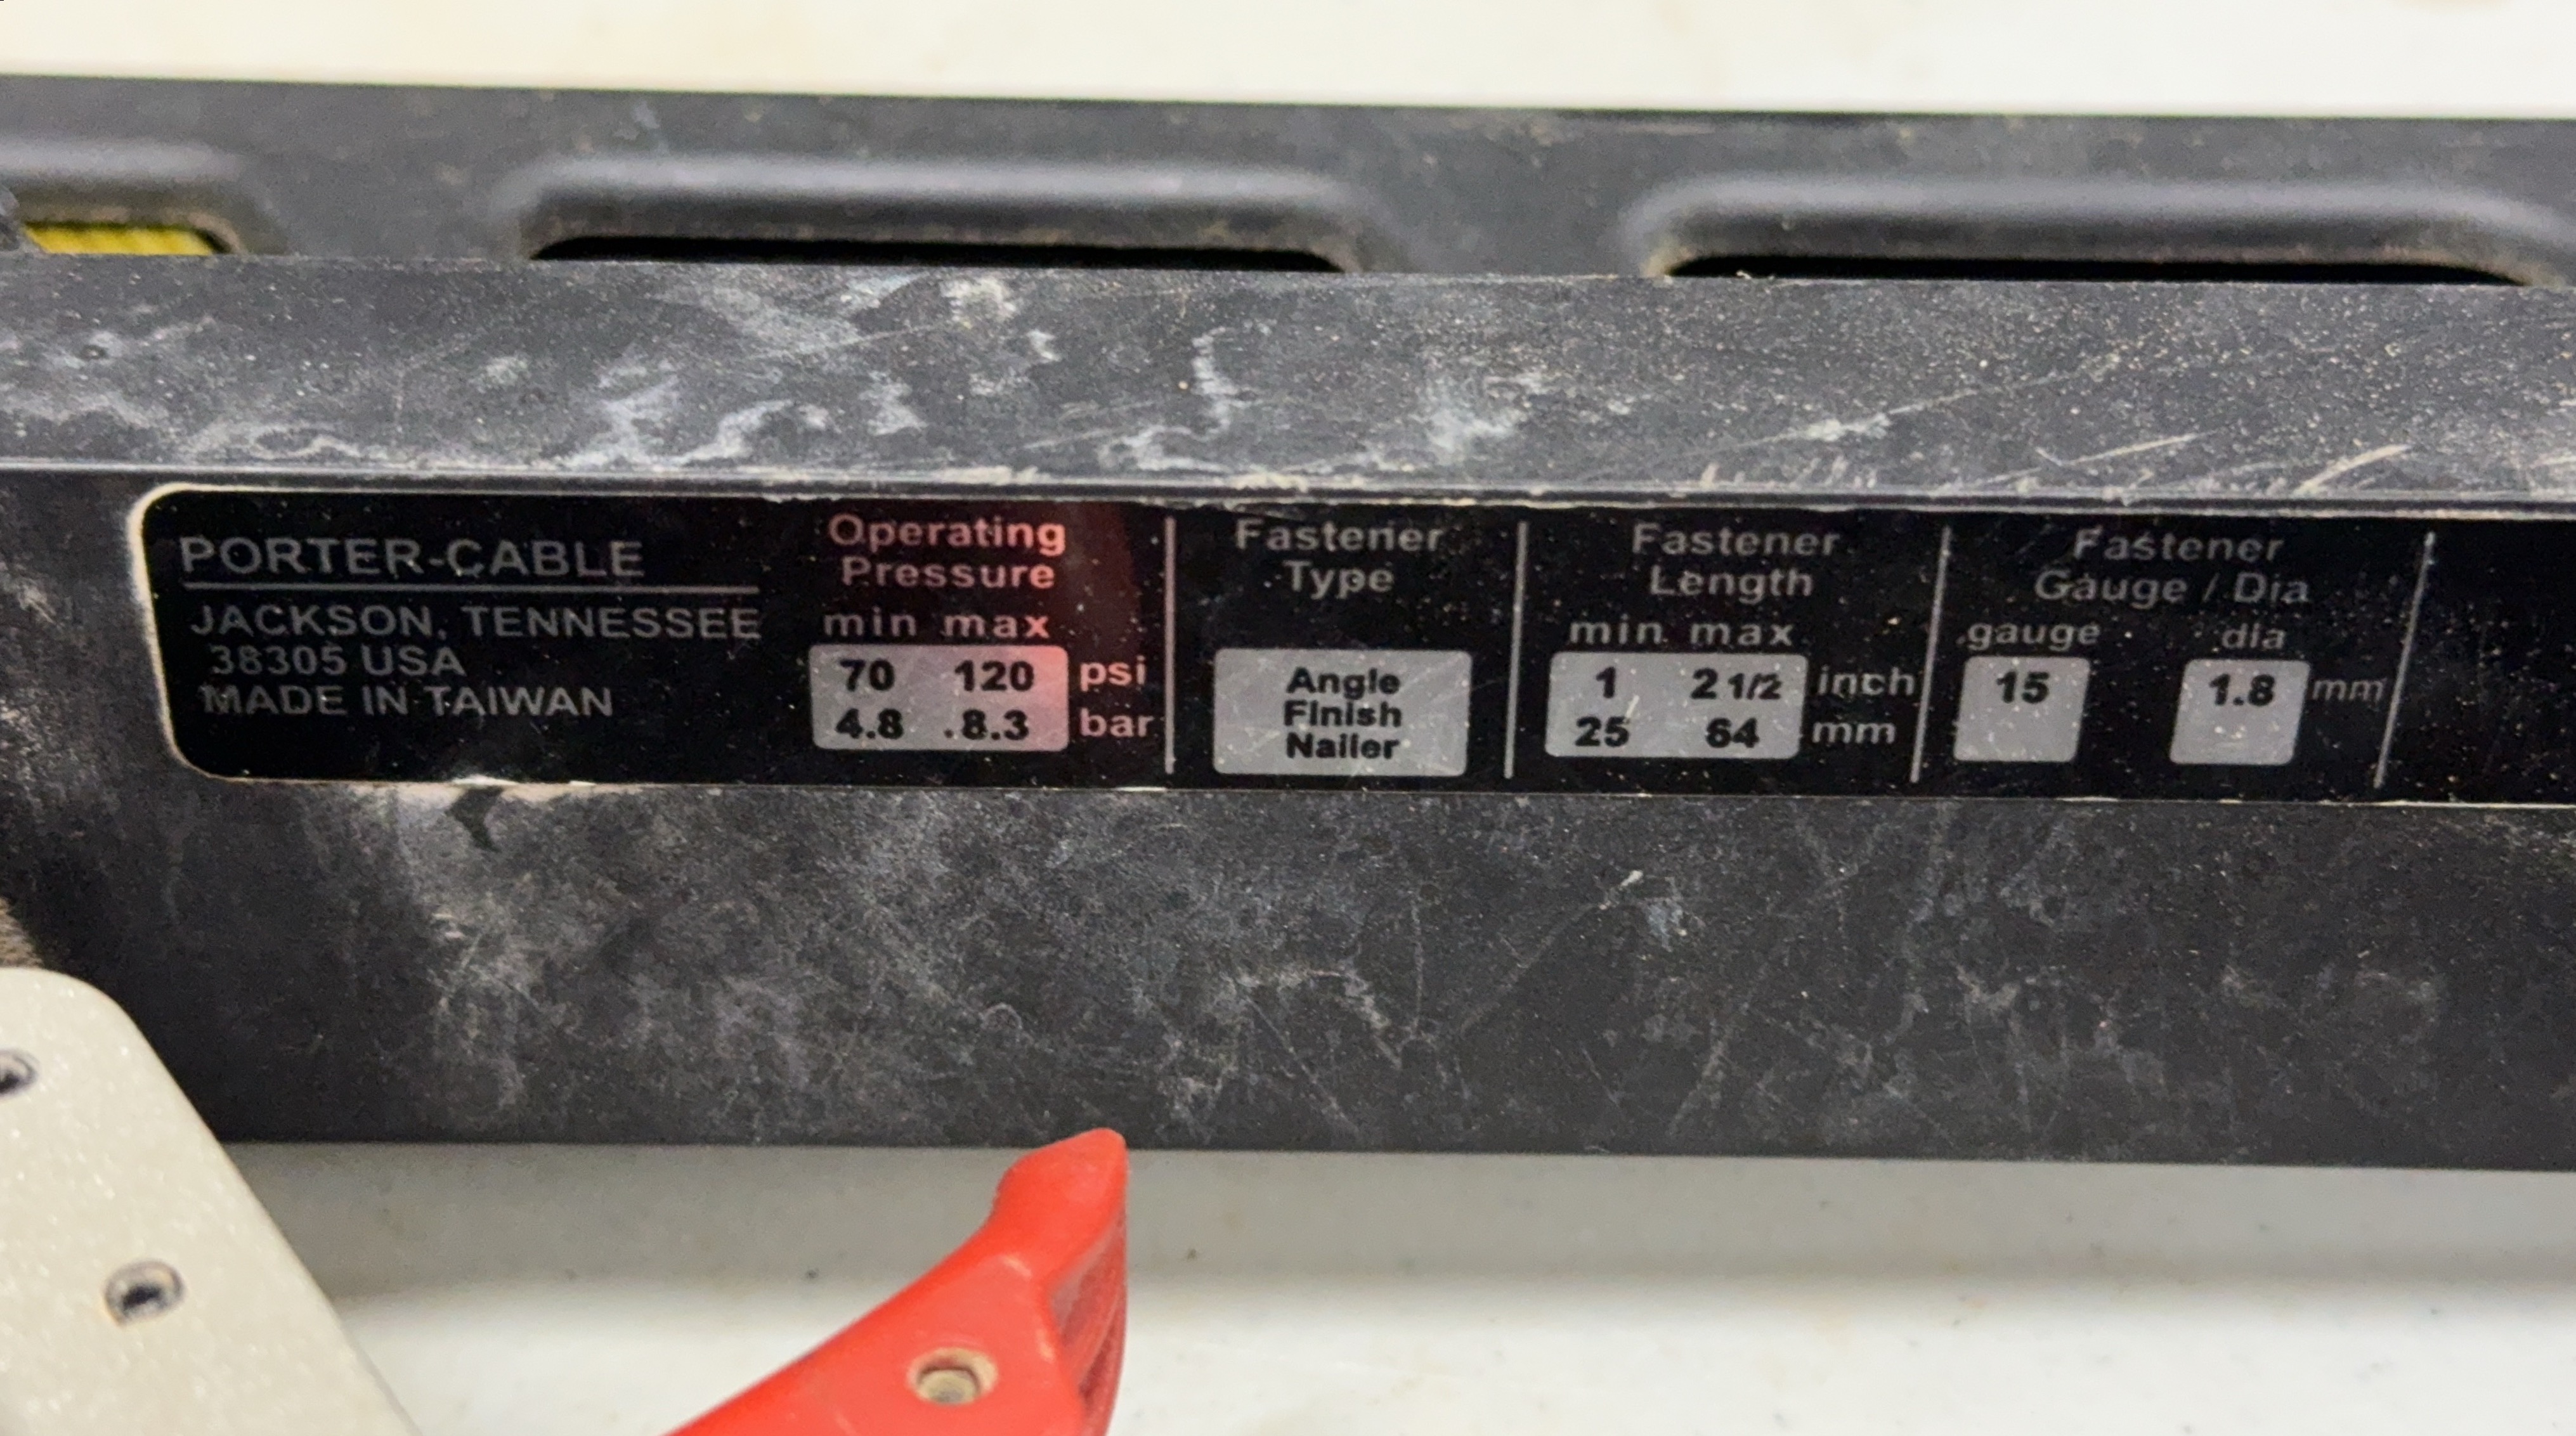 PORTER-CABLE
JACKSON, TENNESSEE
38305 USA
MADE IN TAIWAN
Operating
Pressure
min max
70 120 psi
4.8 8.3 bar
Fastener
Type
Angle
Finish
Nailer
Fastener
Length
min max
1 2 1/2 inch
25 64 mm
Fastener
Gauge / Dia
gauge dia
15 1.8 mm